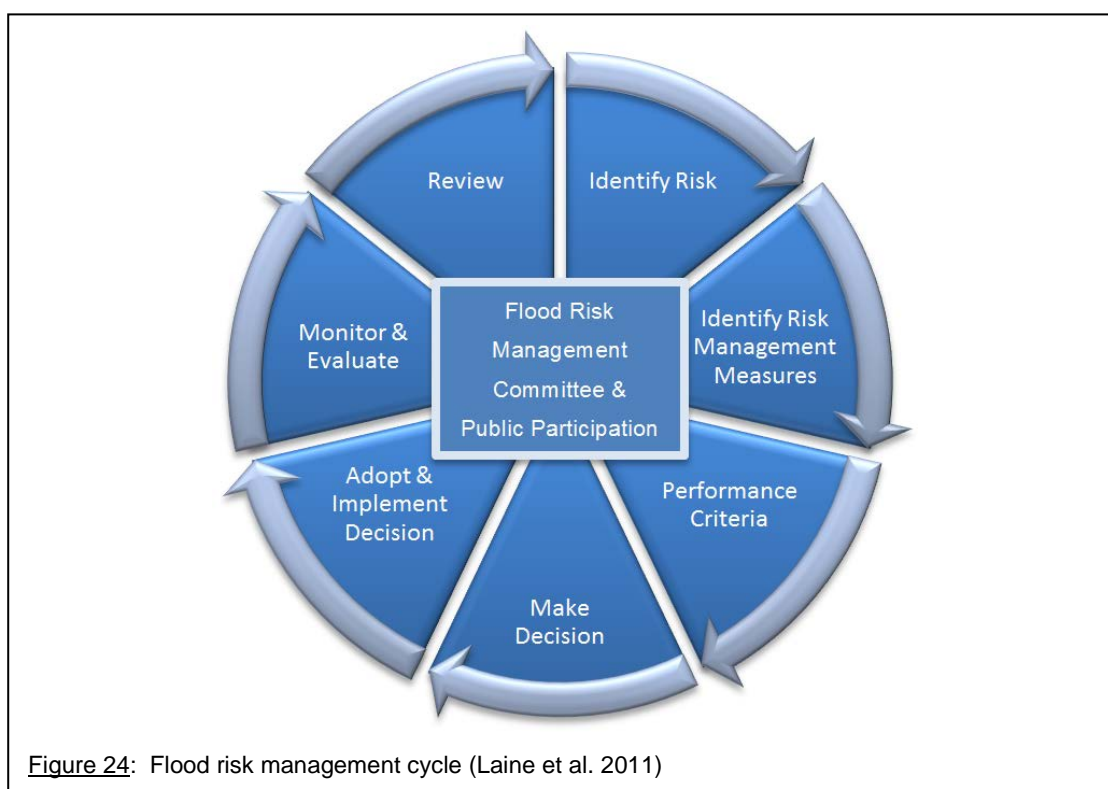 Review
Identify Risk
Identify Risk
Management
Measures
Performance
Criteria
Make
Decision
Adopt &
Implement
Decision
Monitor &
Evaluate
Flood Risk
Management
Committee &
Public Participation
Figure 24:  Flood risk management cycle (Laine et al. 2011)